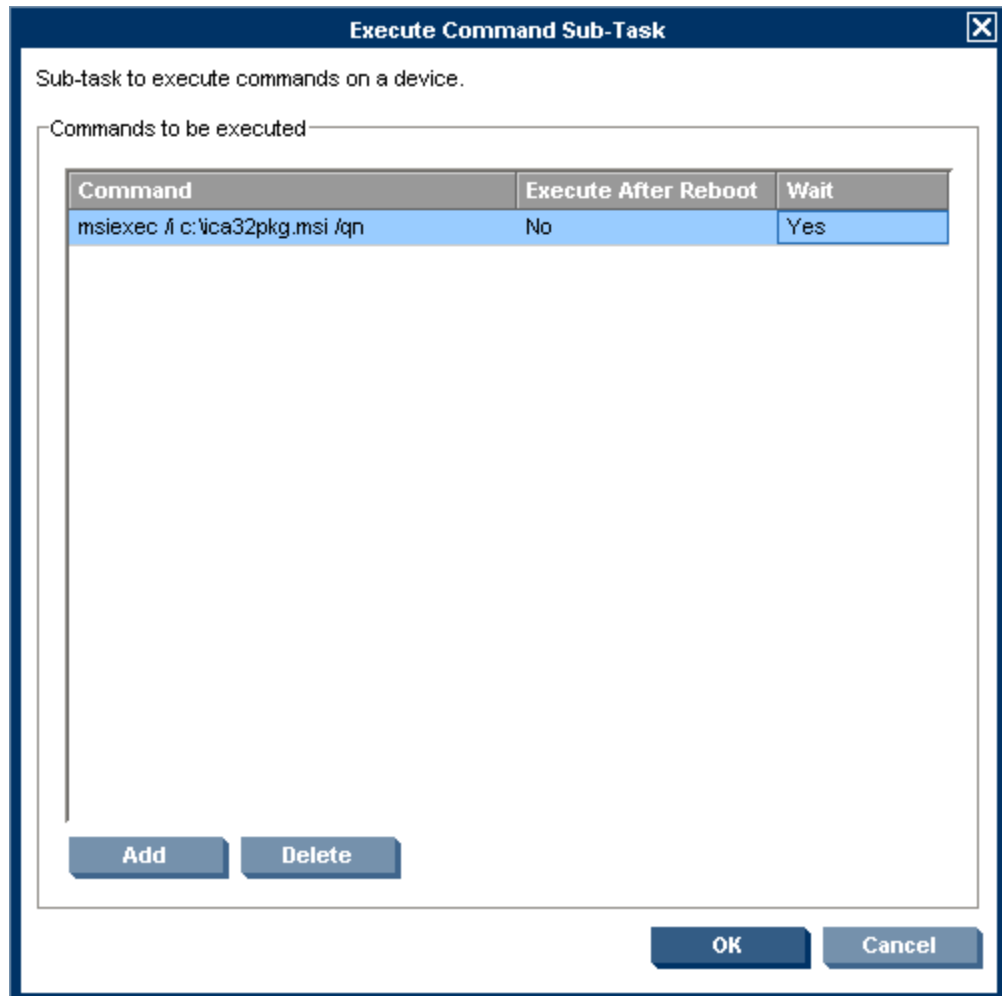 Execute Command Sub-Task
Sub-task to execute commands on a device.
Commands to be executed
Command Execute After Reboot Wait
msiexec /i c:\ica32pkg.msi /qn No Yes
Add Delete
OK Cancel